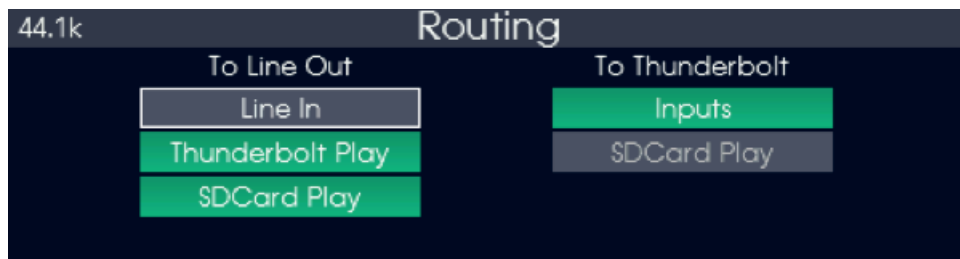 44.1k Routing
To Line Out To Thunderbolt
Line In Inputs
Thunderbolt Play SDCard Play
SDCard Play